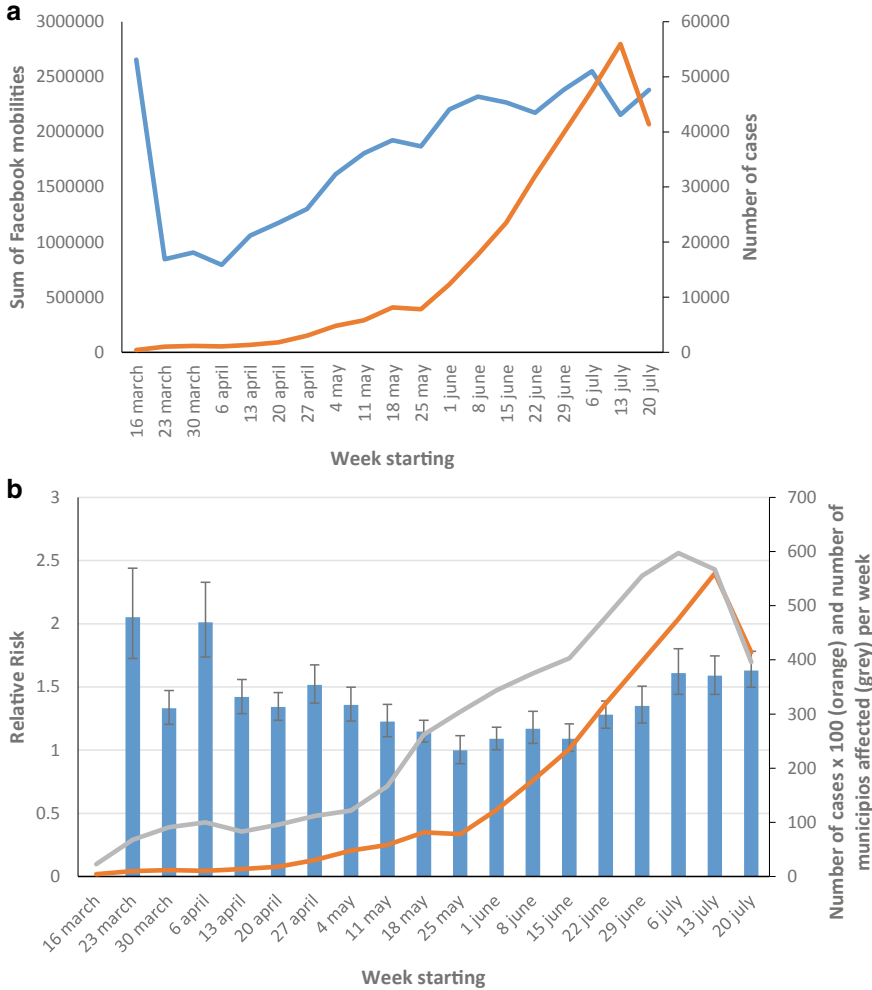 a
Sum of Facebook mobilities
3000000
2500000
2000000
1500000
1000000
500000
0
60000
50000
40000
30000
20000
10000
0
Number of cases
16 march
23 march
30 march
6 april
13 april
20 april
27 april
4 may
11 may
18 may
25 may
1 june
8 june
15 june
22 june
29 june
6 july
13 july
20 july
Week starting
b
Relative Risk
3
2.5
2
1.5
1
0.5
0
700
600
500
400
300
200
100
0
Number of cases x 100 (orange) and number of
municipios affected (grey) per week
16 march
23 march
30 march
6 april
13 april
20 april
27 april
4 may
11 may
18 may
25 may
1 june
8 june
15 june
22 june
29 june
6 july
13 july
20 july
Week starting